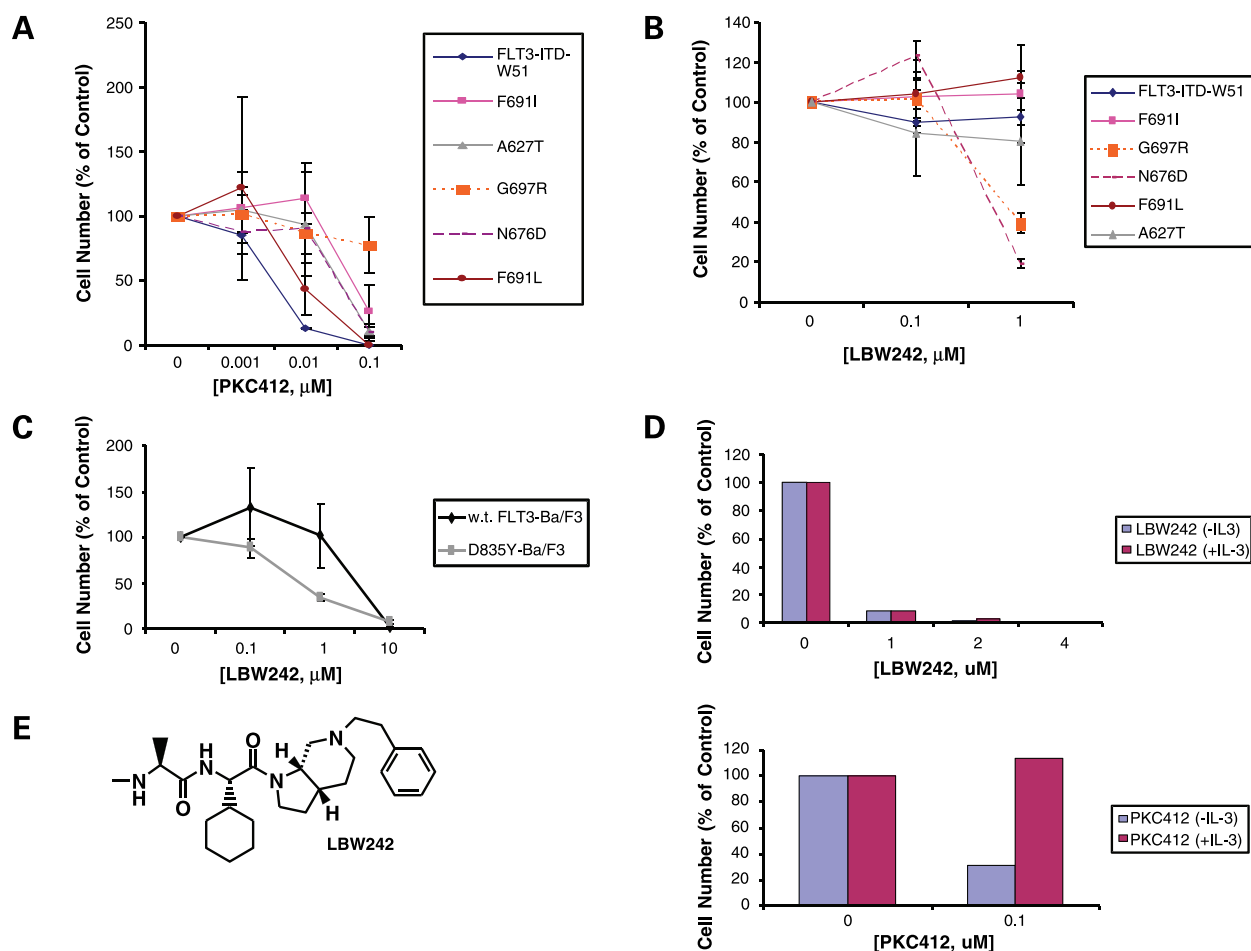 A
Cell Number (% of Control)
250
200
150
100
50
0
0 0.001 0.01 0.1
[PKC412, μM]
FLT3-ITD-
W51
F691I
A627T
G697R
N676D
F691L
B
Cell Number (% of Control)
140
120
100
80
60
40
20
0
0 0.1 1
[LBW242, μM]
FLT3-ITD-W51
F691I
G697R
N676D
F691L
A627T
C
Cell Number (% of Control)
200
150
100
50
0
0 0.1 1 10
[LBW242, μM]
w.t. FLT3-Ba/F3
D835Y-Ba/F3
D
Cell Number (% of Control)
120
100
80
60
40
20
0
0 1 2 4
[LBW242, uM]
LBW242 (-IL3)
LBW242 (+IL-3)
Cell Number (% of Control)
120
100
80
60
40
20
0
0 0.1
[PKC412, uM]
PKC412 (-IL-3)
PKC412 (+IL-3)
E
N
H
O
H
N
O
N
H
H
N
LBW242